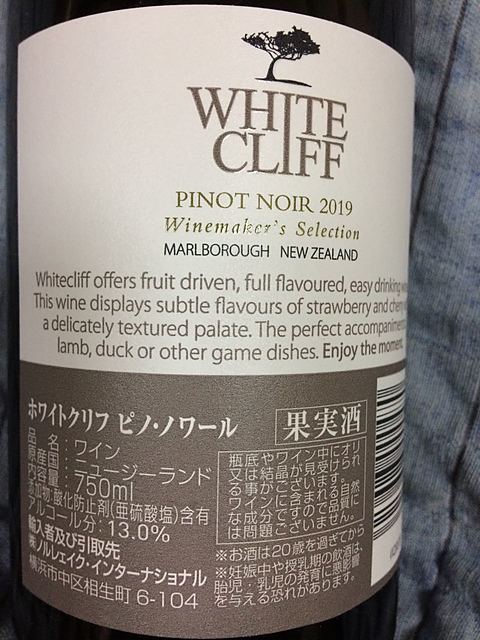 WHITE
CLIFF
PINOT NOIR 2019
Winemaker's Selection
MARLBOROUGH NEW ZEALAND
Whitecliff offers fruit driven, full flavoured, easy drinking
This wine displays subtle flavours of strawberry and cherry
a delicately textured palate. The perfect
lamb, duck or other game dishes. Enjoy the moment.
ホワイトクリフ ピノ・ノワール
果実酒
品 名：ワイン
原産国：ニュージーランド
内容量：750ml
添加物：酸化防止剤(亜硫酸塩)含有
アルコール分：13.0%
輸入者及び引取先
㈱ノルレェイク・インターナショナル
横浜市中区相生町 6-104
瓶底やワイン中にオリ
又は結晶が見受けられ
る事がございます。
ワインに含まれる自然
な成分ですので品質に
は問題ございません。
※お酒は20歳を過ぎてから
※妊娠中や授乳期の飲酒は、
胎児・乳児の発育に悪影響
を与える恐れがあります。